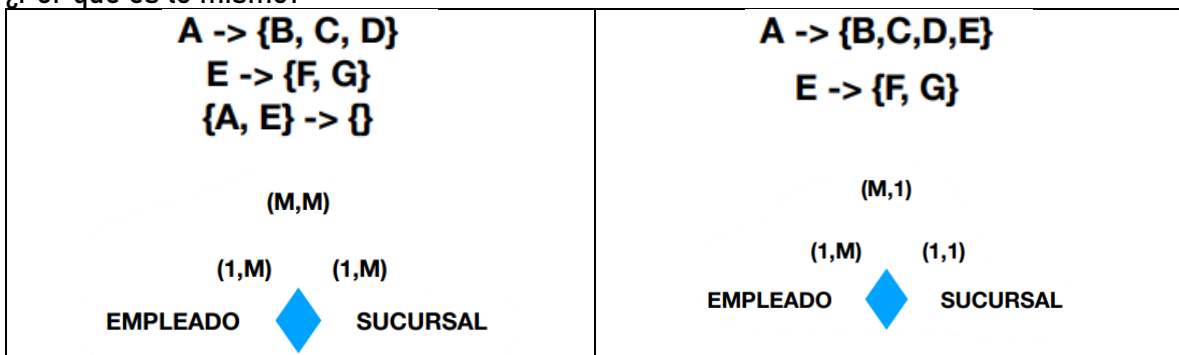 A -> {B, C, D}
E -> {F, G}
{A, E} -> {}
(M,M)
(1,M) (1,M)
EMPLEADO SUCURSAL
A -> {B,C,D,E}
E -> {F, G}
(M,1)
(1,M) (1,1)
EMPLEADO SUCURSAL